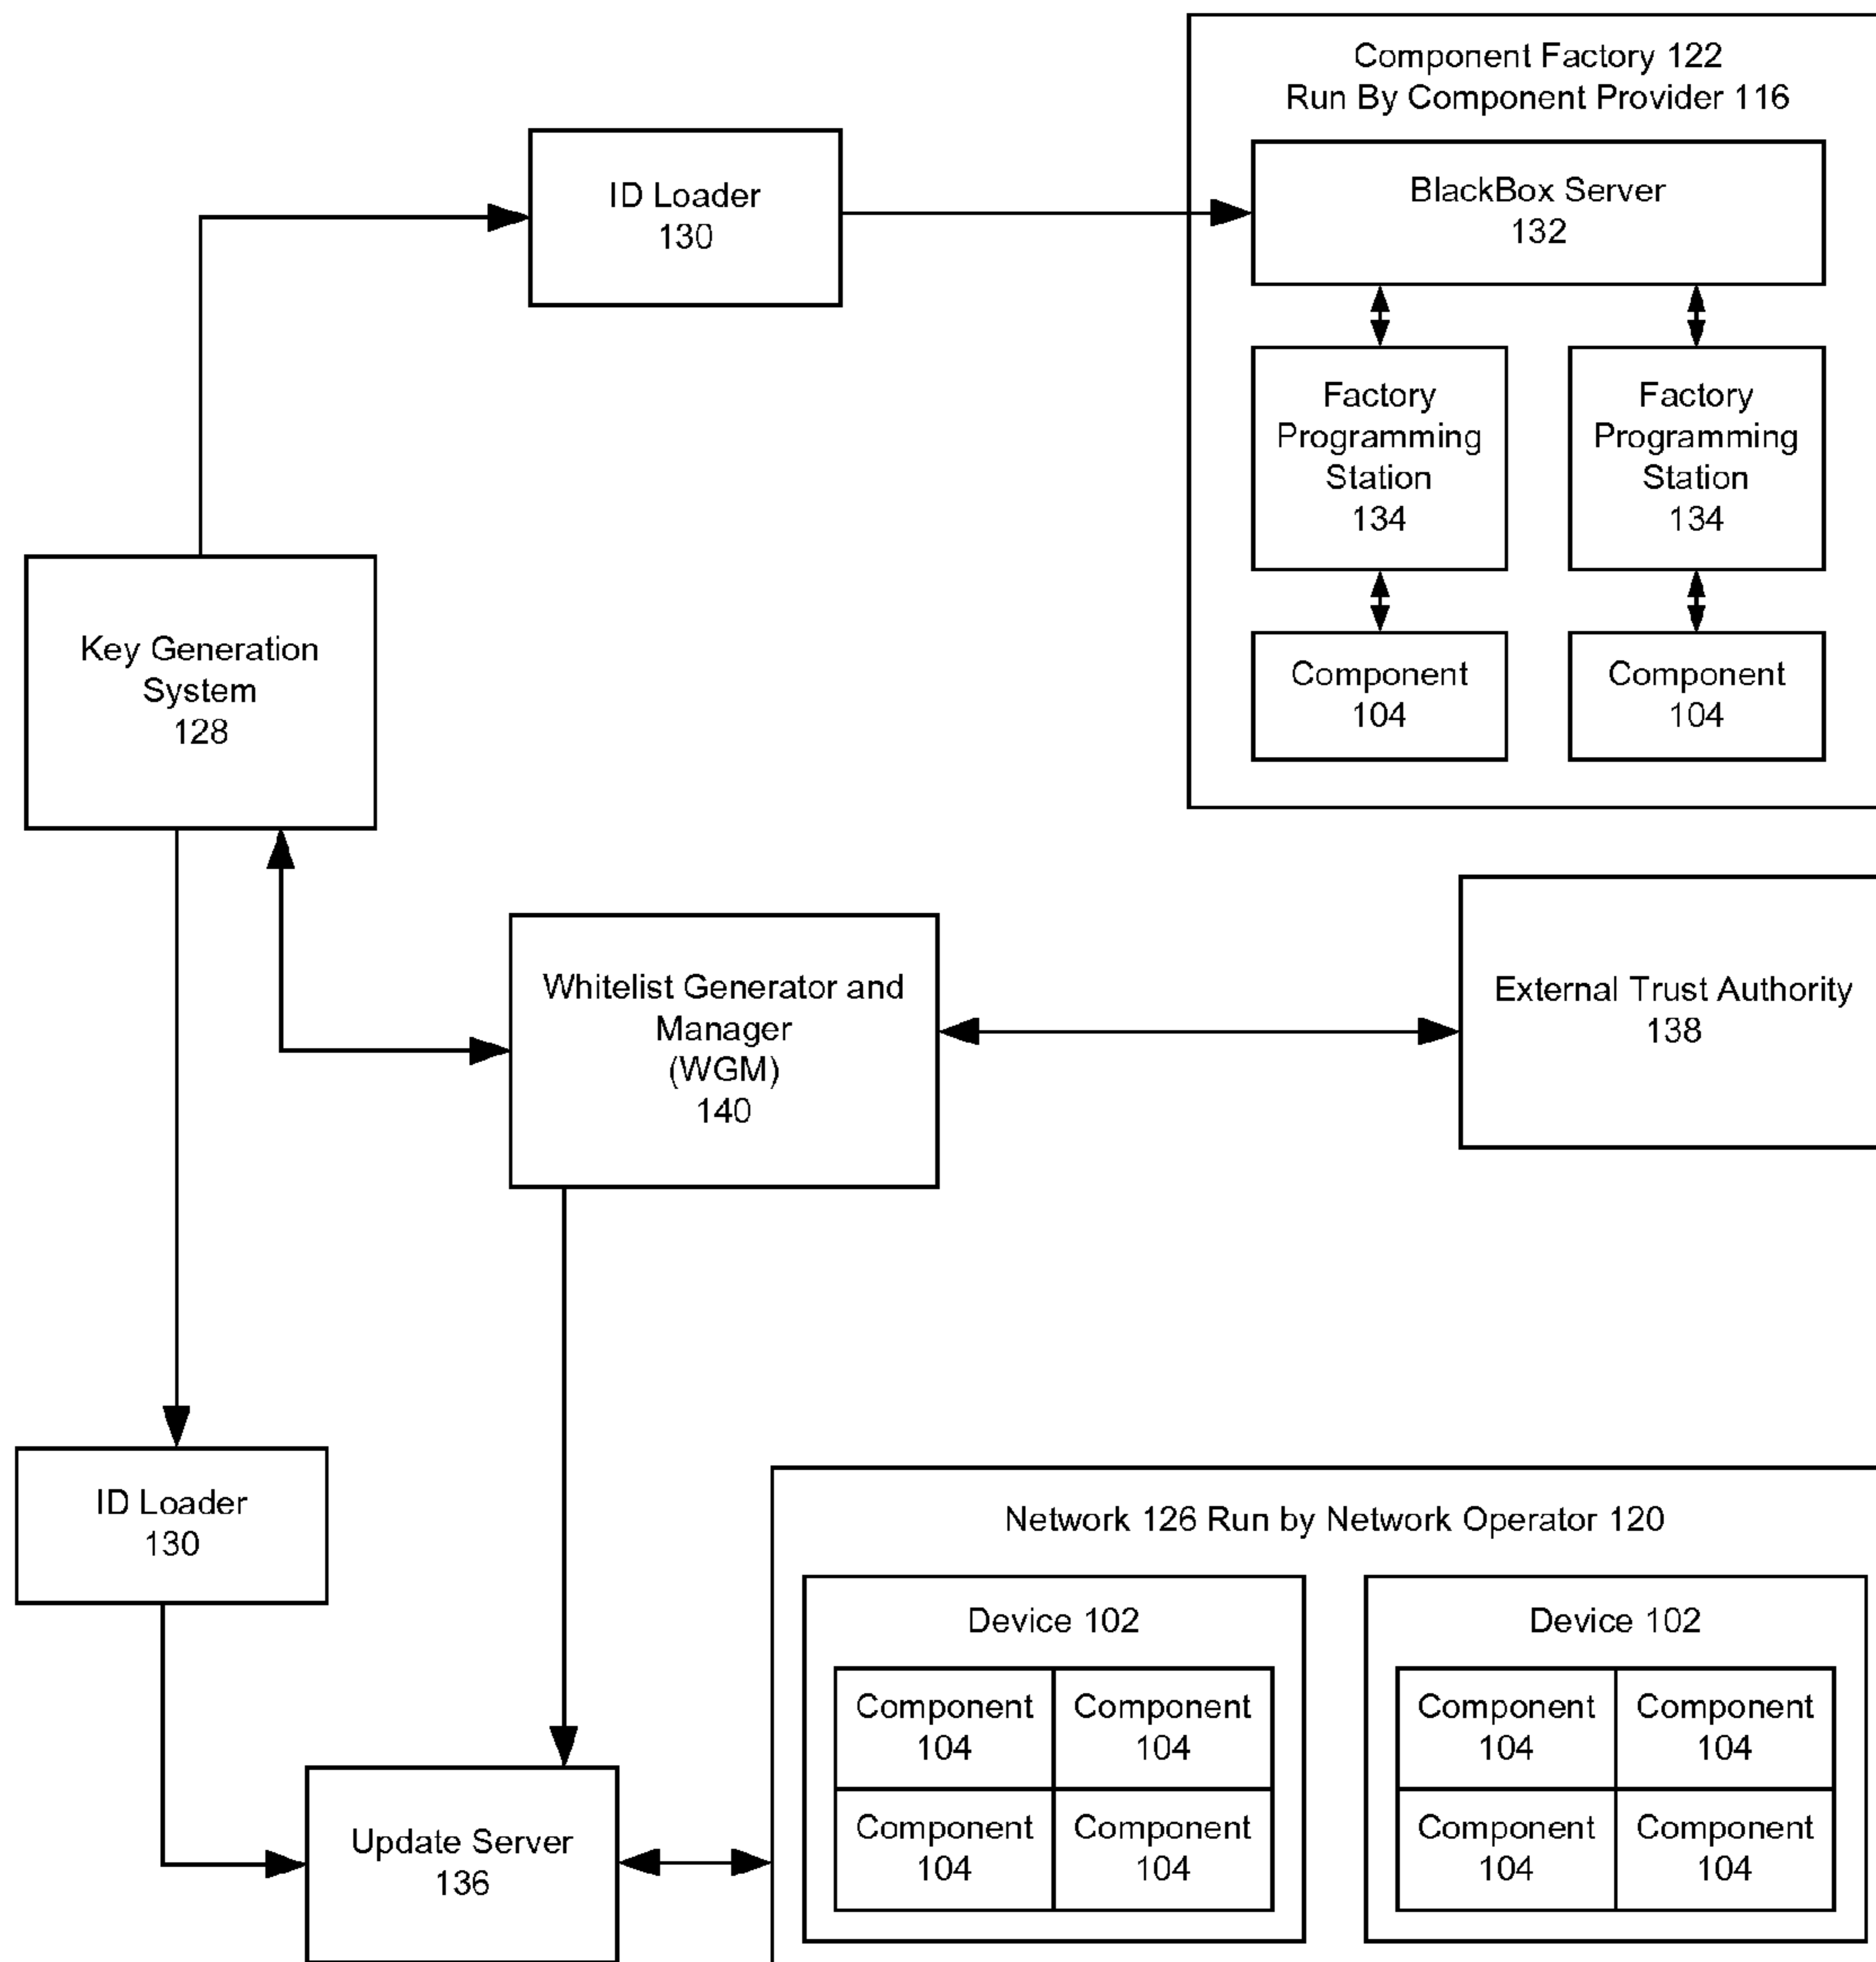 Component Factory 122
Run By Component Provider 116
ID Loader
130
BlackBox Server
132
Factory
Programming
Station
134
Factory
Programming
Station
134
Component
104
Component
104
Key Generation
System
128
Whitelist Generator and
Manager
(WGM)
140
External Trust Authority
138
ID Loader
130
Network 126 Run by Network Operator 120
Device 102
Component
104
Component
104
Component
104
Component
104
Device 102
Component
104
Component
104
Component
104
Component
104
Update Server
136